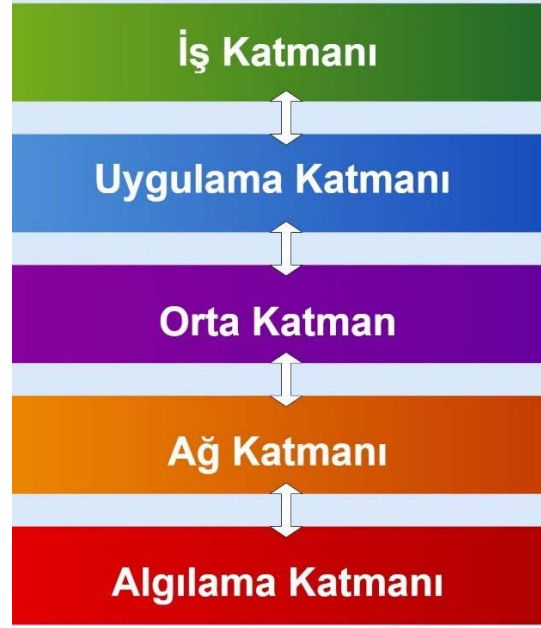 İş Katmanı
Uygulama Katmanı
Orta Katman
Ağ Katmanı
Algılama Katmanı